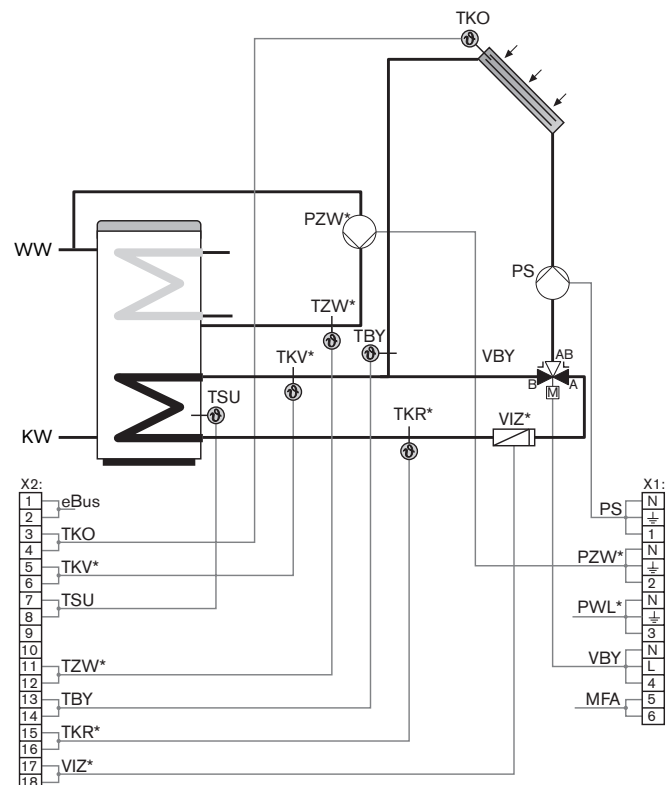 TKO
PZW*
WW
PS
TZW*
TBY
TKV*
VBY
AB
B
A
M
TSU
TKR*
VIZ*
KW
X2:
1
eBus
2
3
TKO
4
5
TKV*
6
7
TSU
8
9
10
11
TZW*
12
13
TBY
14
15
TKR*
16
17
VIZ*
18
X1:
PS
N
1
PZW*
N
2
PWL*
N
3
VBY
N
L
4
MFA
5
6